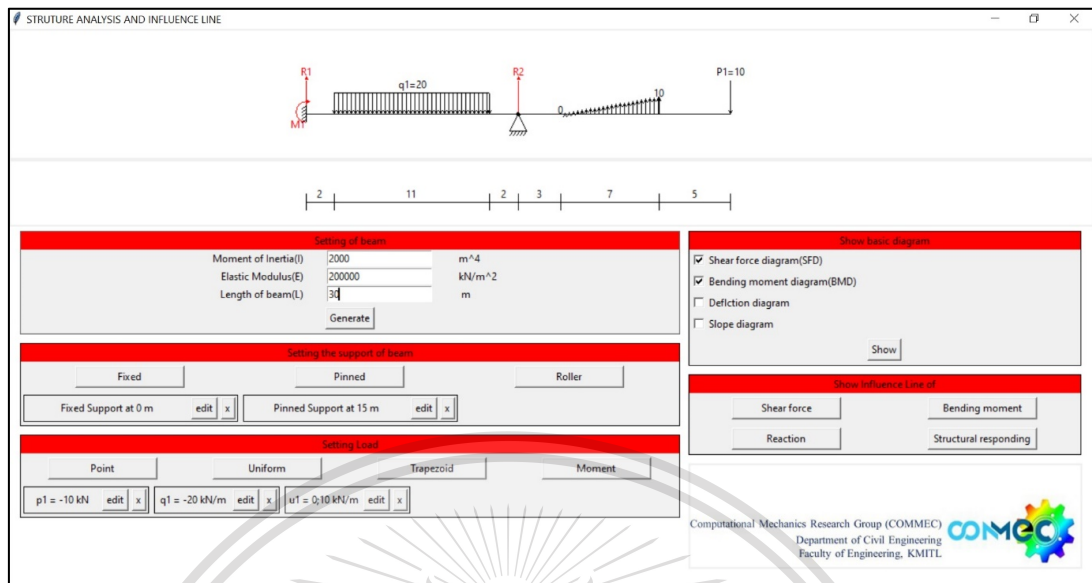 STRUTURE ANALYSIS AND INFLUENCE LINE
R1
q1=20
R2
P1=10
0
10
M1
2 11 2 3 7 5
Setting of beam
Moment of Inertia(I) 2000 m^4
Elastic Modulus(E) 200000 kN/m^2
Length of beam(L) 30 m
Generate
Setting the support of beam
Fixed Pinned Roller
Fixed Support at 0 m edit x Pinned Support at 15 m edit x
Setting Load
Point Uniform Trapezoid Moment
p1 = -10 kN edit x q1 = -20 kN/m edit x u1 = 0;10 kN/m edit x
Show basic diagram
Shear force diagram(SFD)
Bending moment diagram(BMD)
Deflction diagram
Slope diagram
Show
Show Influence Line of
Shear force Bending moment
Reaction Structural responding
Computational Mechanics Research Group (COMMEC)
Department of Civil Engineering
Faculty of Engineering, KMITL
COMMEC